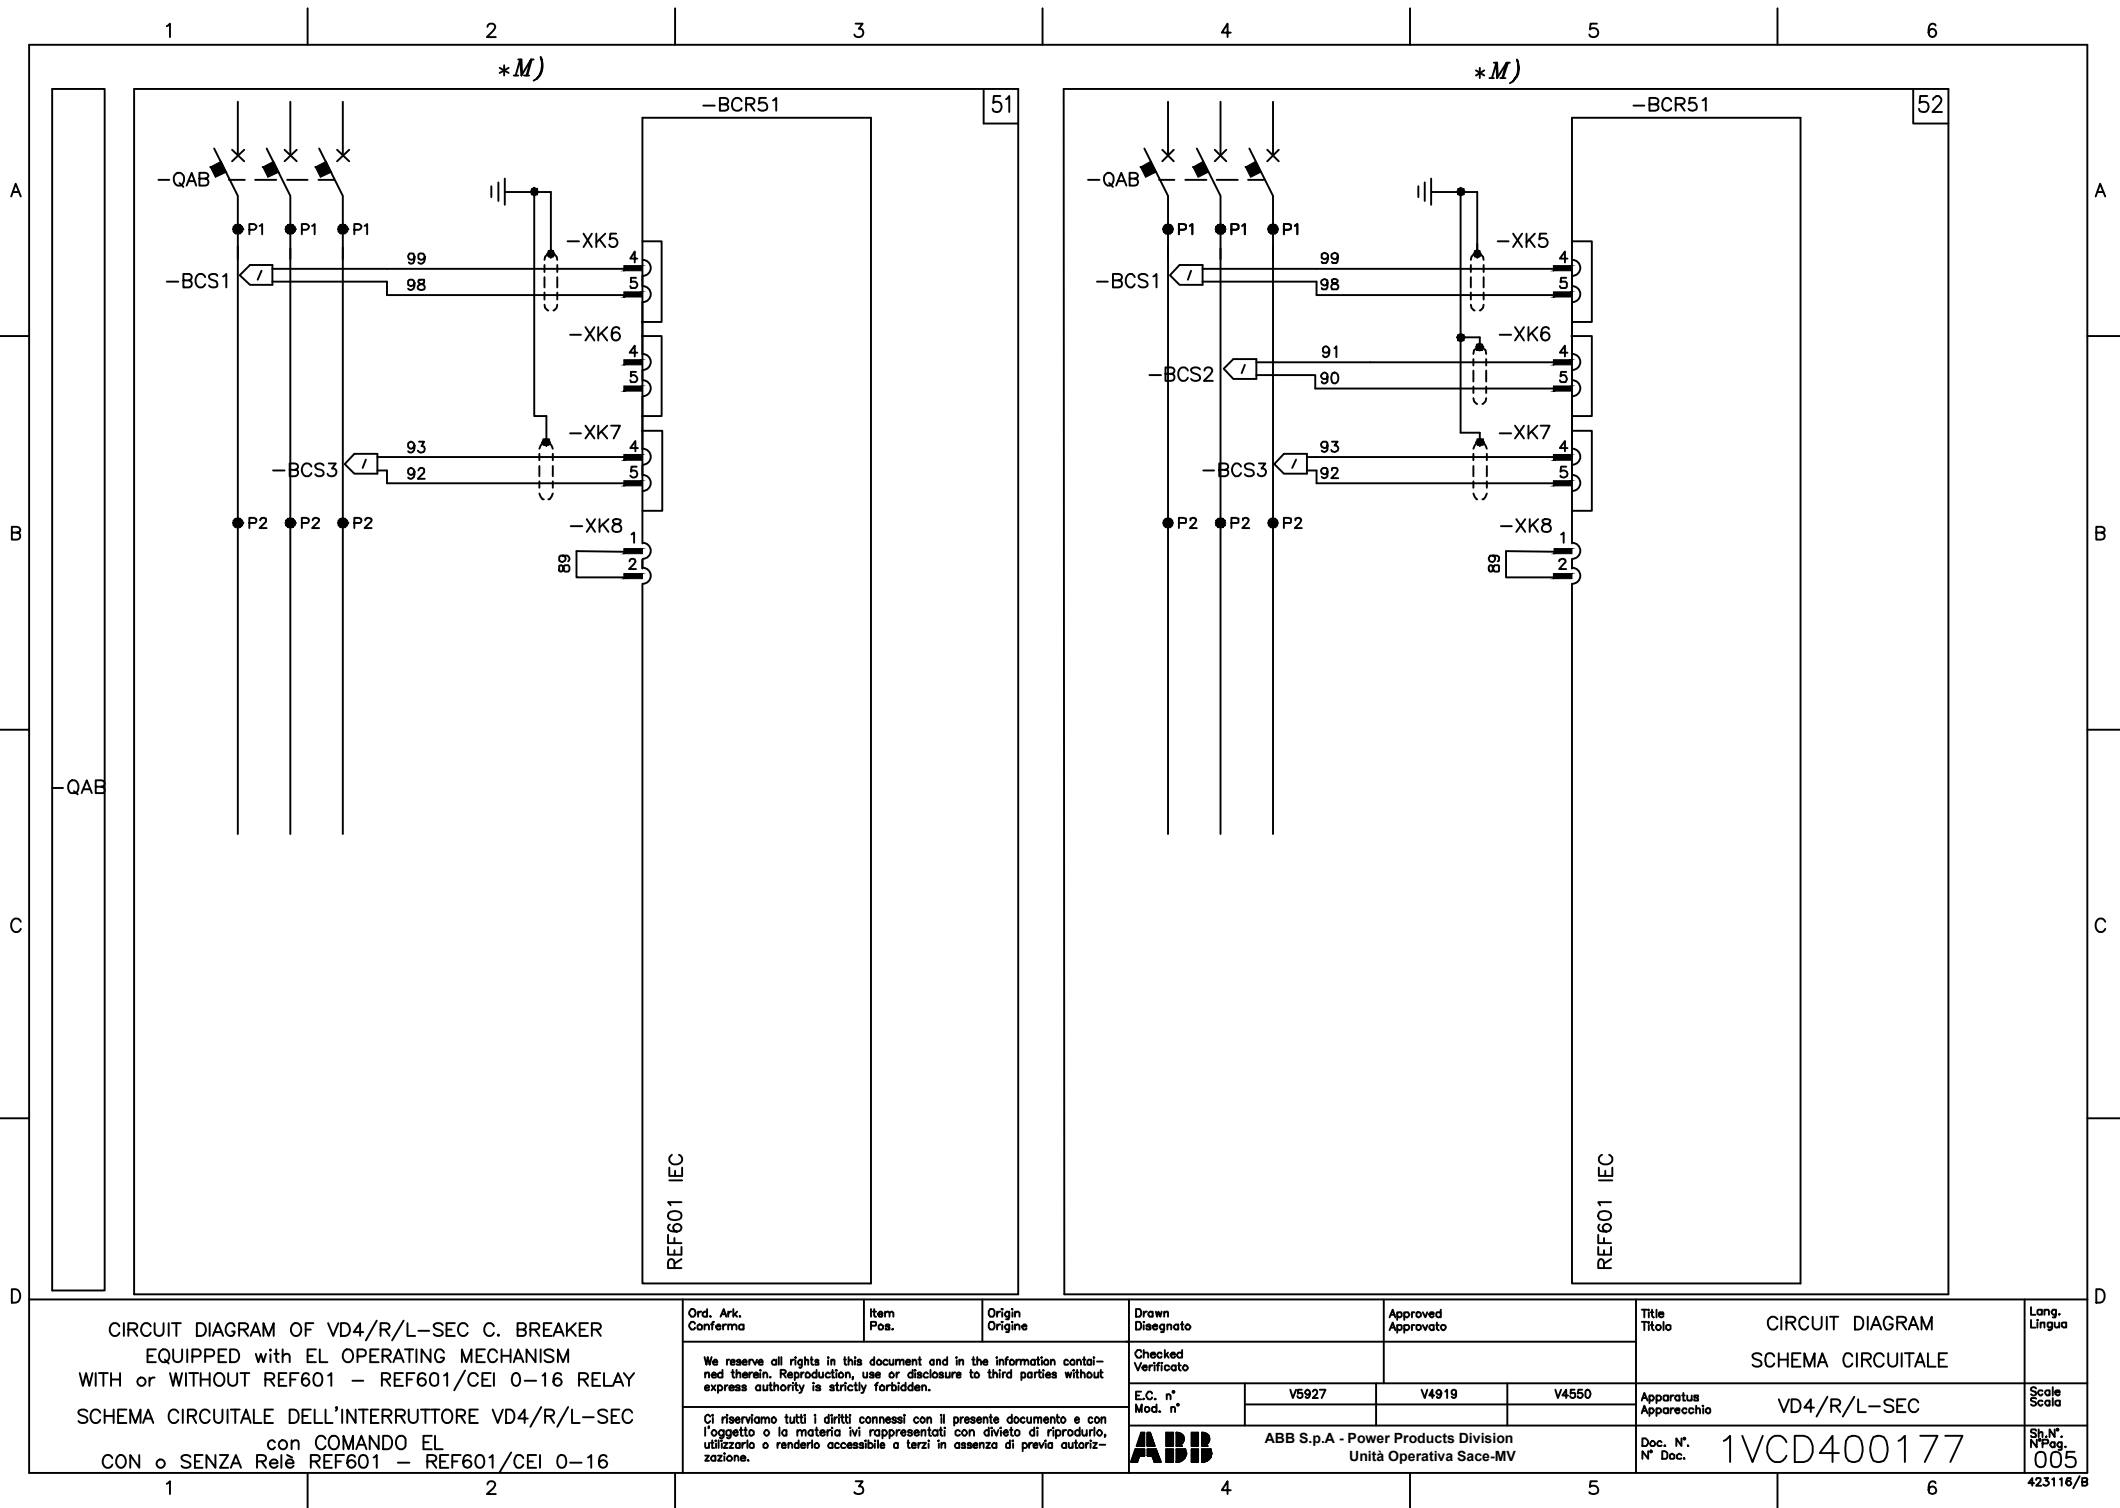 1 2 3 4 5 6
*M) *M)
-BCR51 51 -BCR51 52
A -QAB -QAB A
P1 P1 P1 P1 P1 P1
-XK5 -XK5
99 4 99 4
-BCS1 98 5 -BCS1 98 5
-XK6 -XK6
4 91 4
5 -BCS2 90 5
-XK7 -XK7
93 4 93 4
-BCS3 92 5 -BCS3 92 5
P2 P2 P2 -XK8 P2 P2 P2 -XK8
B 1 1 B
89 2 89 2
-QAB
C C
REF601 IEC REF601 IEC
D D
CIRCUIT DIAGRAM OF VD4/R/L-SEC C. BREAKER
EQUIPPED with EL OPERATING MECHANISM
WITH or WITHOUT REF601 - REF601/CEI 0-16 RELAY
SCHEMA CIRCUITALE DELL'INTERRUTTORE VD4/R/L-SEC
con COMANDO EL
CON o SENZA Relè REF601 - REF601/CEI 0-16
Ord. Ark.
Conferma
Item
Pos.
Origin
Origine
We reserve all rights in this document and in the information contai-
ned therein. Reproduction, use or disclosure to third parties without
express authority is strictly forbidden.
Ci riserviamo tutti i diritti connessi con il presente documento e con
l'oggetto o la materia ivi rappresentati con divieto di riprodurlo,
utilizzarlo o renderlo accessibile a terzi in assenza di previa autoriz-
zazione.
Drawn
Disegnato
Approved
Approvato
Checked
Verificato
E.C. n°
Mod. n°
V5927 V4919 V4550
ABB
ABB S.p.A - Power Products Division
Unità Operativa Sace-MV
Title
Titolo
CIRCUIT DIAGRAM
SCHEMA CIRCUITALE
Apparatus
Apparecchio
VD4/R/L-SEC
Doc. N°.
N° Doc.
1VCD400177
Lang.
Lingua
Scale
Scala
Sh.N°.
N°Pag.
005
423116/B
1 2 3 4 5 6